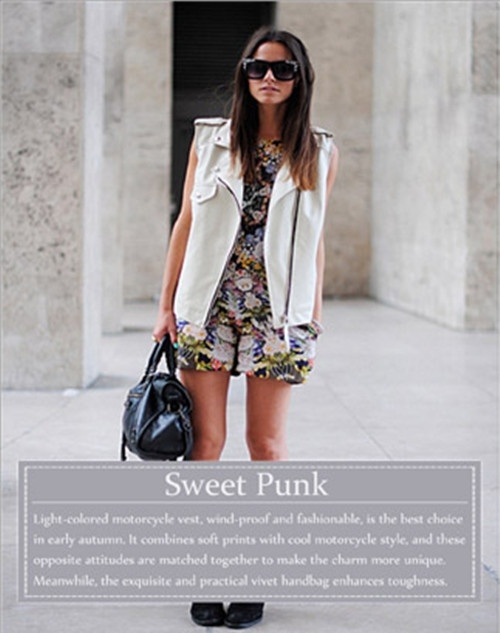 Sweet Punk
Light-colored motorcycle vest, wind-proof and fashionable, is the best choice
in early autumn. It combines soft prints with cool motorcycle style, and these
opposite attitudes are matched together to make the charm more unique.
Meanwhile, the exquisite and practical vivet handbag enhances toughness.